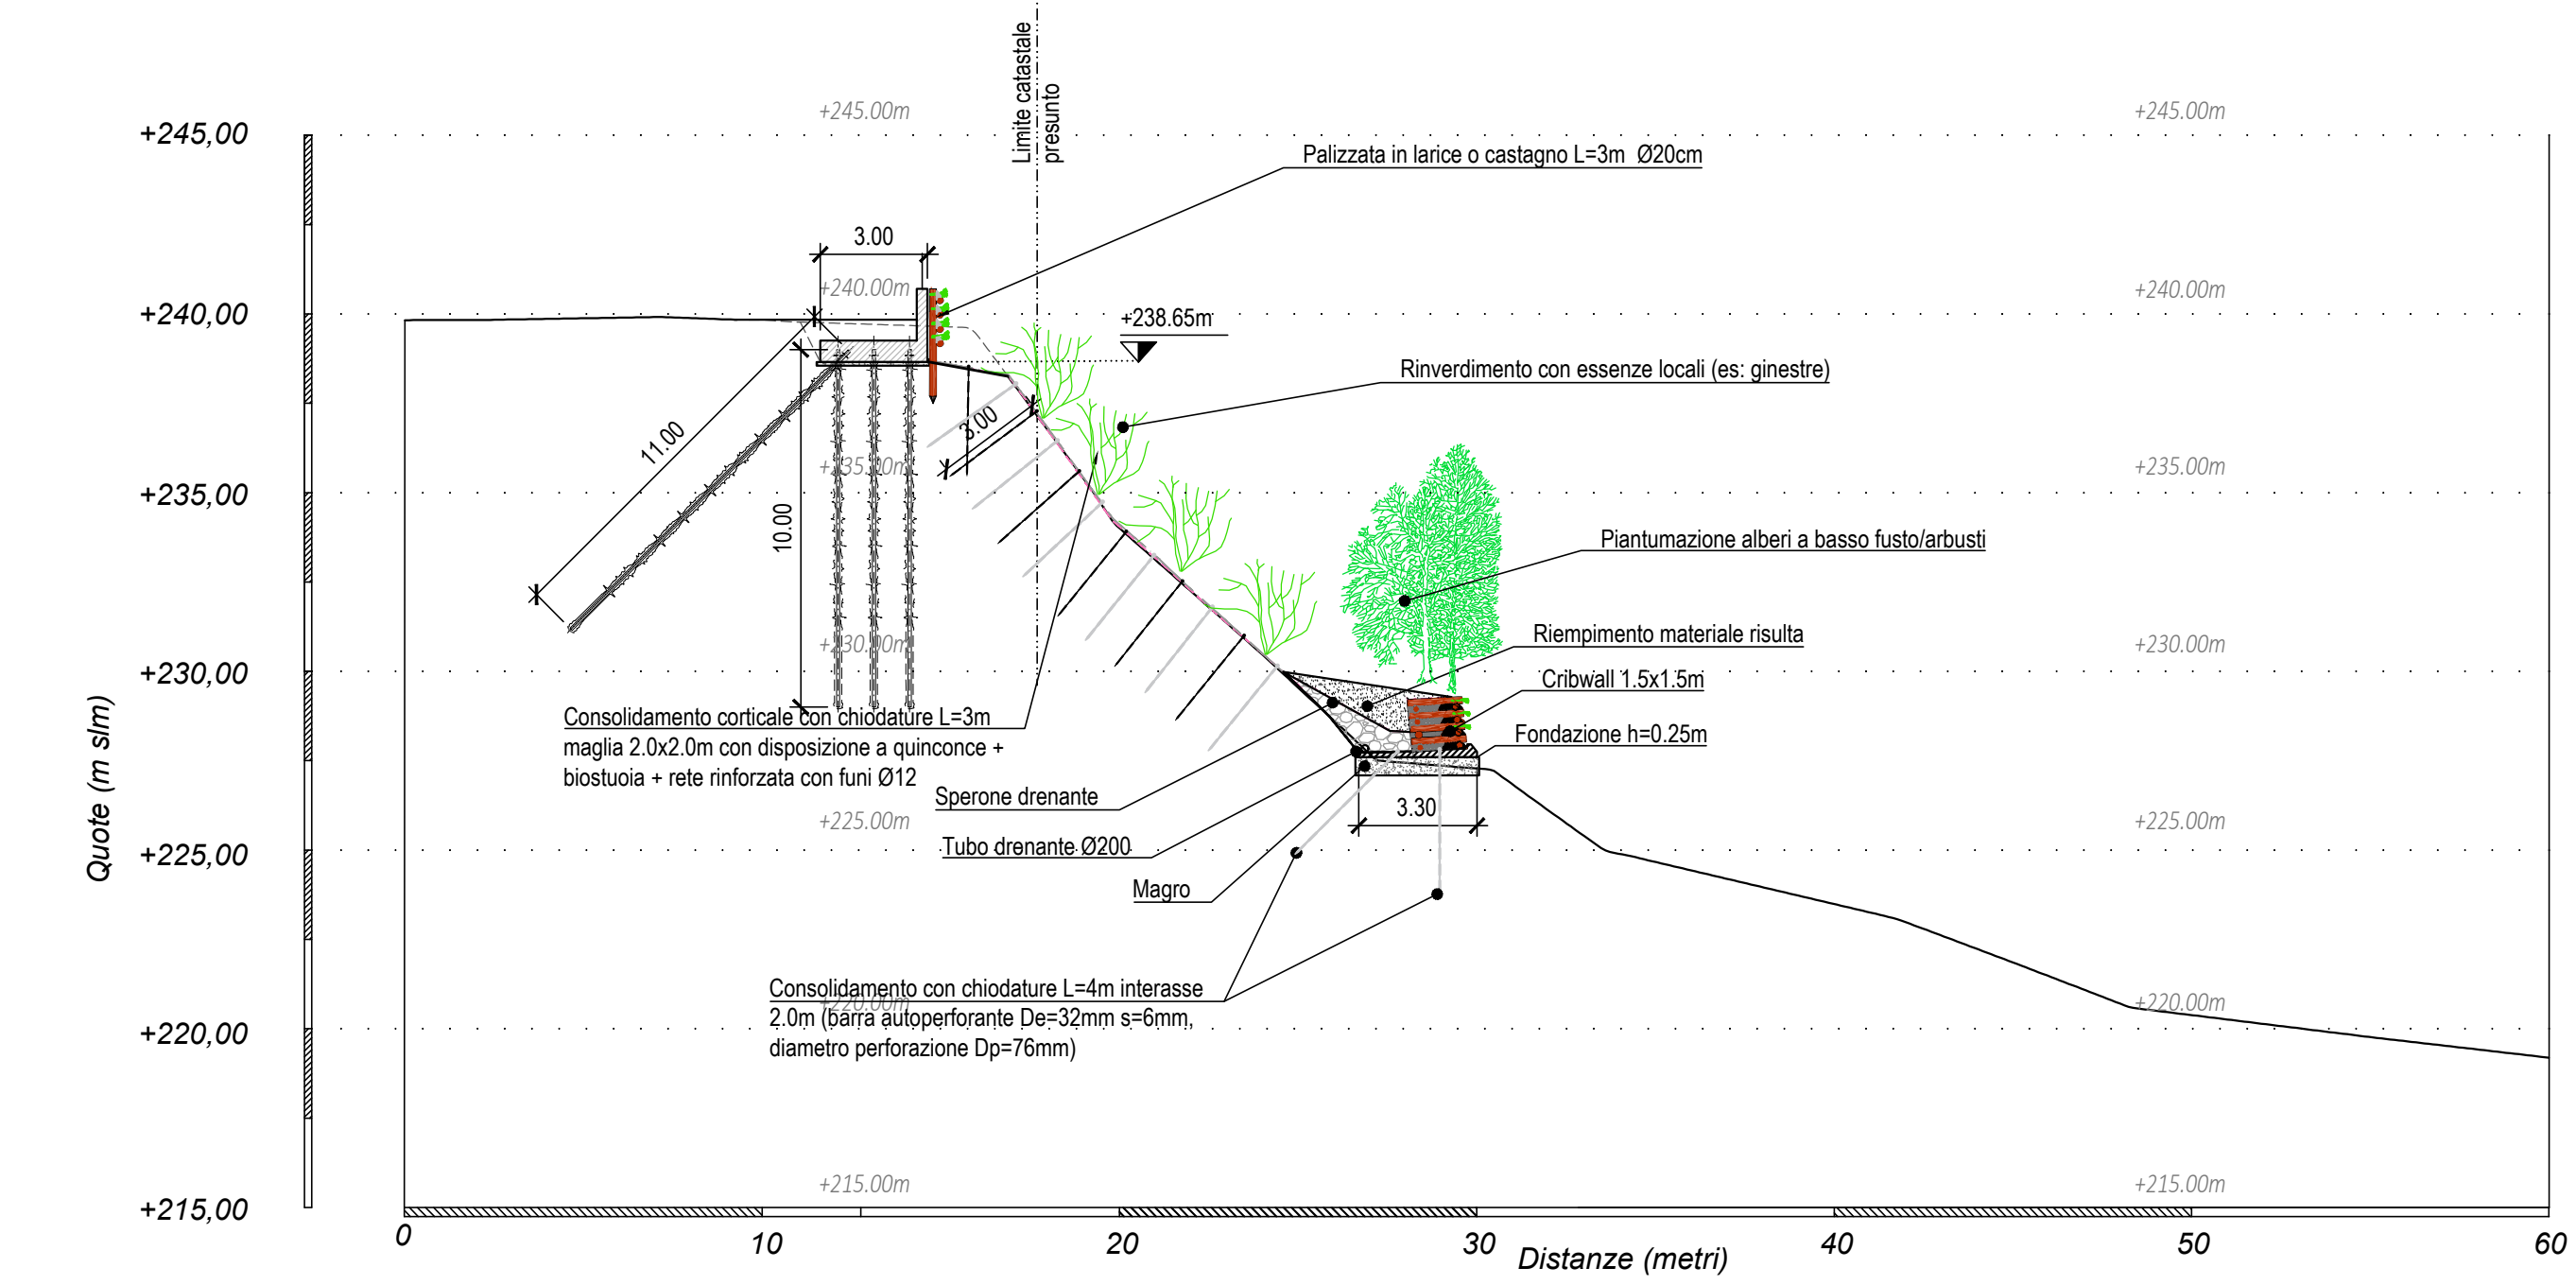 Limite catastale
presunto
+245,00
+245.00m
+245.00m
Palizzata in larice o castagno L=3m Ø20cm
3.00
+240,00
+240.00m
+240.00m
+238.65m
Rinverdimento con essenze locali (es: ginestre)
11.00
3.00
+235,00
+235.00m
+235.00m
10.00
Piantumazione alberi a basso fusto/arbusti
Riempimento materiale risulta
+230,00
+230.00m
+230.00m
Cribwall 1.5x1.5m
Fondazione h=0.25m
Consolidamento corticale con chiodature L=3m
maglia 2.0x2.0m con disposizione a quinconce +
biostuoia + rete rinforzata con funi Ø12
Sperone drenante
3.30
+225,00
+225.00m
+225.00m
Tubo drenante Ø200
Magro
Quote (m slm)
Consolidamento con chiodature L=4m interasse
2.0m (barra autoperforante De=32mm s=6mm,
diametro perforazione Dp=76mm)
+220,00
+220.00m
+220.00m
+215,00
+215.00m
+215.00m
0
10
20
30
40
50
60
Distanze (metri)